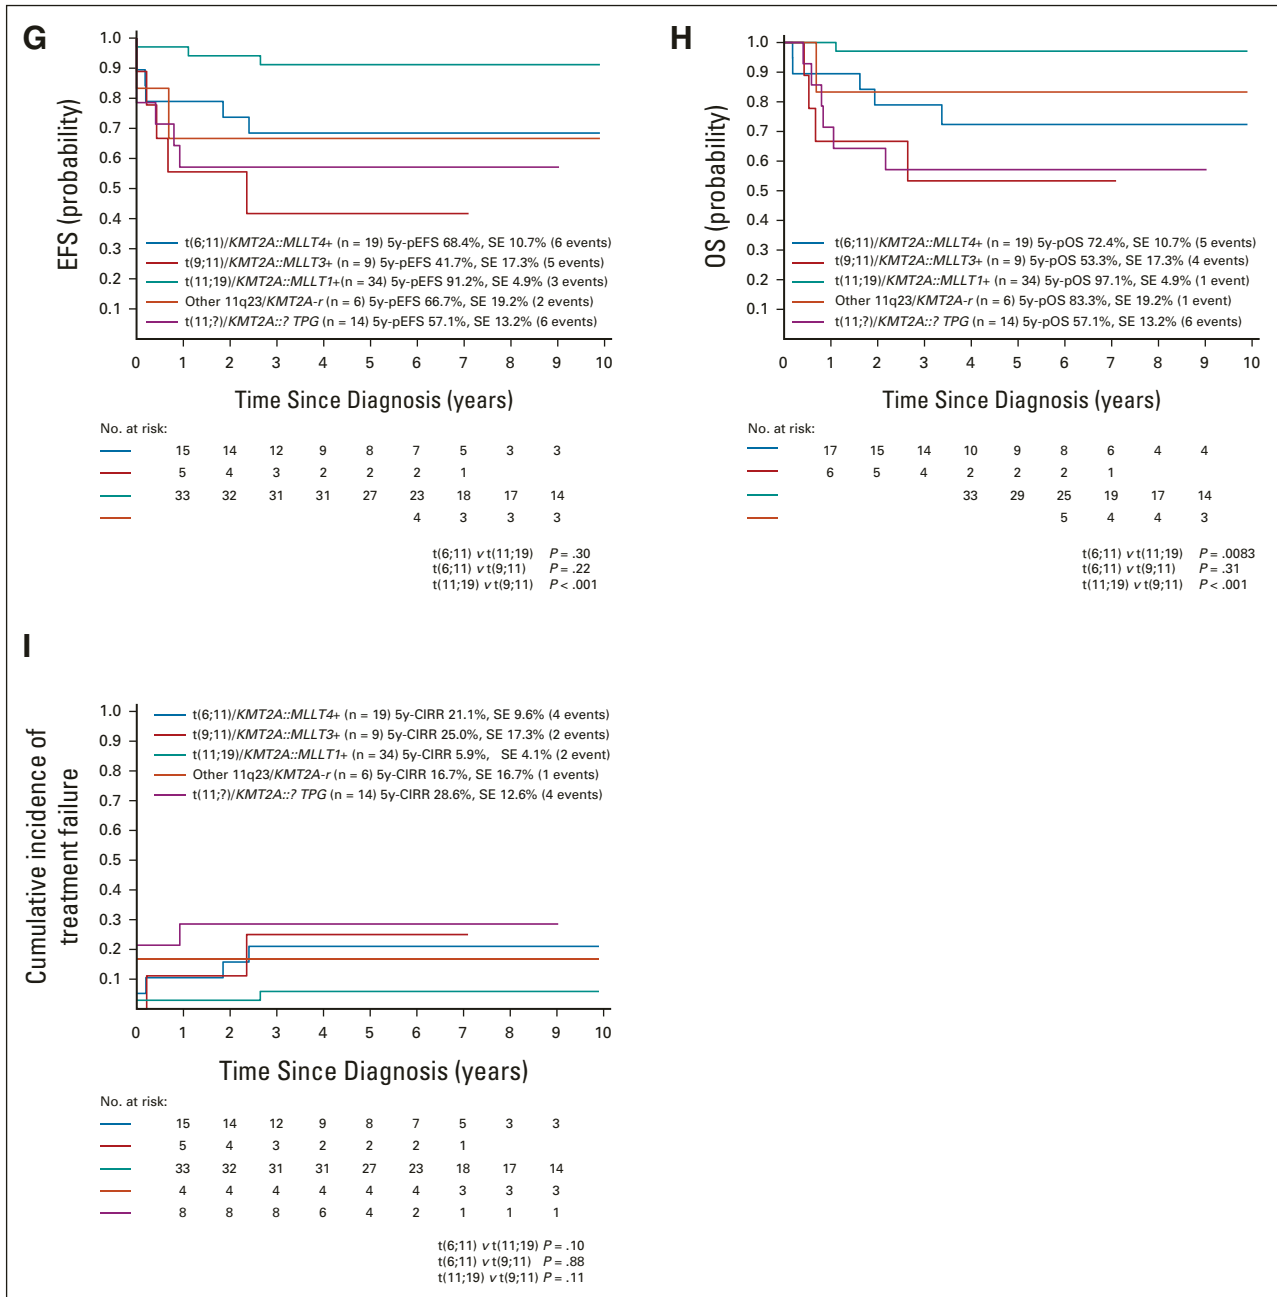 G
1.0
0.9
0.8
0.7
0.6
0.5
0.4
0.3
0.2
0.1
EFS (probability)
t(6;11)/KMT2A::MLLT4+ (n = 19) 5y-pEFS 68.4%, SE 10.7% (6 events)
t(9;11)/KMT2A::MLLT3+ (n = 9) 5y-pEFS 41.7%, SE 17.3% (5 events)
t(11;19)/KMT2A::MLLT1+ (n = 34) 5y-pEFS 91.2%, SE 4.9% (3 events)
Other 11q23/KMT2A-r (n = 6) 5y-pEFS 66.7%, SE 19.2% (2 events)
t(11;?)/KMT2A::? TPG (n = 14) 5y-pEFS 57.1%, SE 13.2% (6 events)
0 1 2 3 4 5 6 7 8 9 10
Time Since Diagnosis (years)
No. at risk:
15 14 12 9 8 7 5 3 3
5 4 3 2 2 2 1
33 32 31 31 27 23 18 17 14
4 3 3 3
t(6;11) v t(11;19) P = .30
t(6;11) v t(9;11) P = .22
t(11;19) v t(9;11) P < .001
H
1.0
0.9
0.8
0.7
0.6
0.5
0.4
0.3
0.2
0.1
OS (probability)
t(6;11)/KMT2A::MLLT4+ (n = 19) 5y-pOS 72.4%, SE 10.7% (5 events)
t(9;11)/KMT2A::MLLT3+ (n = 9) 5y-pOS 53.3%, SE 17.3% (4 events)
t(11;19)/KMT2A::MLLT1+ (n = 34) 5y-pOS 97.1%, SE 4.9% (1 event)
Other 11q23/KMT2A-r (n = 6) 5y-pOS 83.3%, SE 19.2% (1 event)
t(11;?)/KMT2A::? TPG (n = 14) 5y-pOS 57.1%, SE 13.2% (6 events)
0 1 2 3 4 5 6 7 8 9 10
Time Since Diagnosis (years)
No. at risk:
17 15 14 10 9 8 6 4 4
6 5 4 2 2 2 1
33 29 25 19 17 14
5 4 4 3
t(6;11) v t(11;19) P = .0083
t(6;11) v t(9;11) P = .31
t(11;19) v t(9;11) P < .001
I
1.0
0.9
0.8
0.7
0.6
0.5
0.4
0.3
0.2
0.1
Cumulative incidence of
treatment failure
t(6;11)/KMT2A::MLLT4+ (n = 19) 5y-CIRR 21.1%, SE 9.6% (4 events)
t(9;11)/KMT2A::MLLT3+ (n = 9) 5y-CIRR 25.0%, SE 17.3% (2 events)
t(11;19)/KMT2A::MLLT1+ (n = 34) 5y-CIRR 5.9%, SE 4.1% (2 event)
Other 11q23/KMT2A-r (n = 6) 5y-CIRR 16.7%, SE 16.7% (1 events)
t(11;?)/KMT2A::? TPG (n = 14) 5y-CIRR 28.6%, SE 12.6% (4 events)
0 1 2 3 4 5 6 7 8 9 10
Time Since Diagnosis (years)
No. at risk:
15 14 12 9 8 7 5 3 3
5 4 3 2 2 2 1
33 32 31 31 27 23 18 17 14
4 4 4 4 4 4 3 3 3
8 8 8 6 4 2 1 1 1
t(6;11) v t(11;19) P = .10
t(6;11) v t(9;11) P = .88
t(11;19) v t(9;11) P = .11